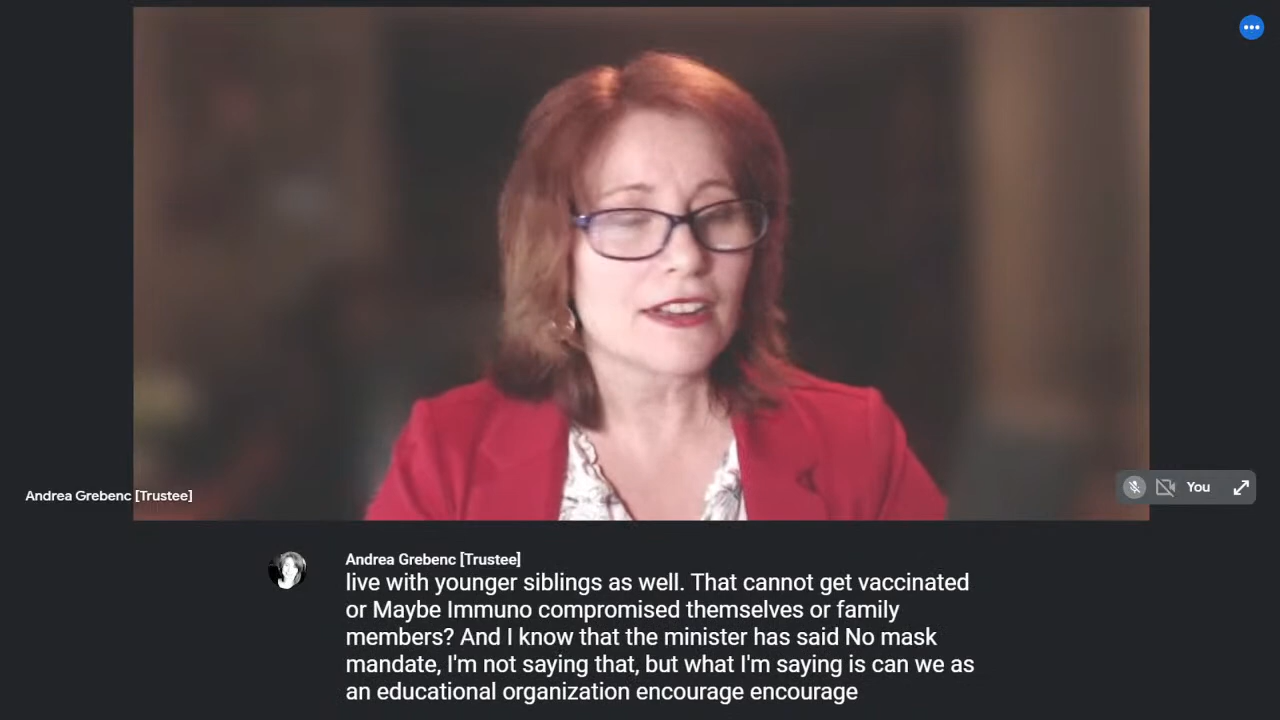 Andrea Grebenc [Trustee]
You
Andrea Grebenc [Trustee]
live with younger siblings as well. That cannot get vaccinated
or Maybe Immuno compromised themselves or family
members? And I know that the minister has said No mask
mandate, I'm not saying that, but what I'm saying is can we as
an educational organization encourage encourage